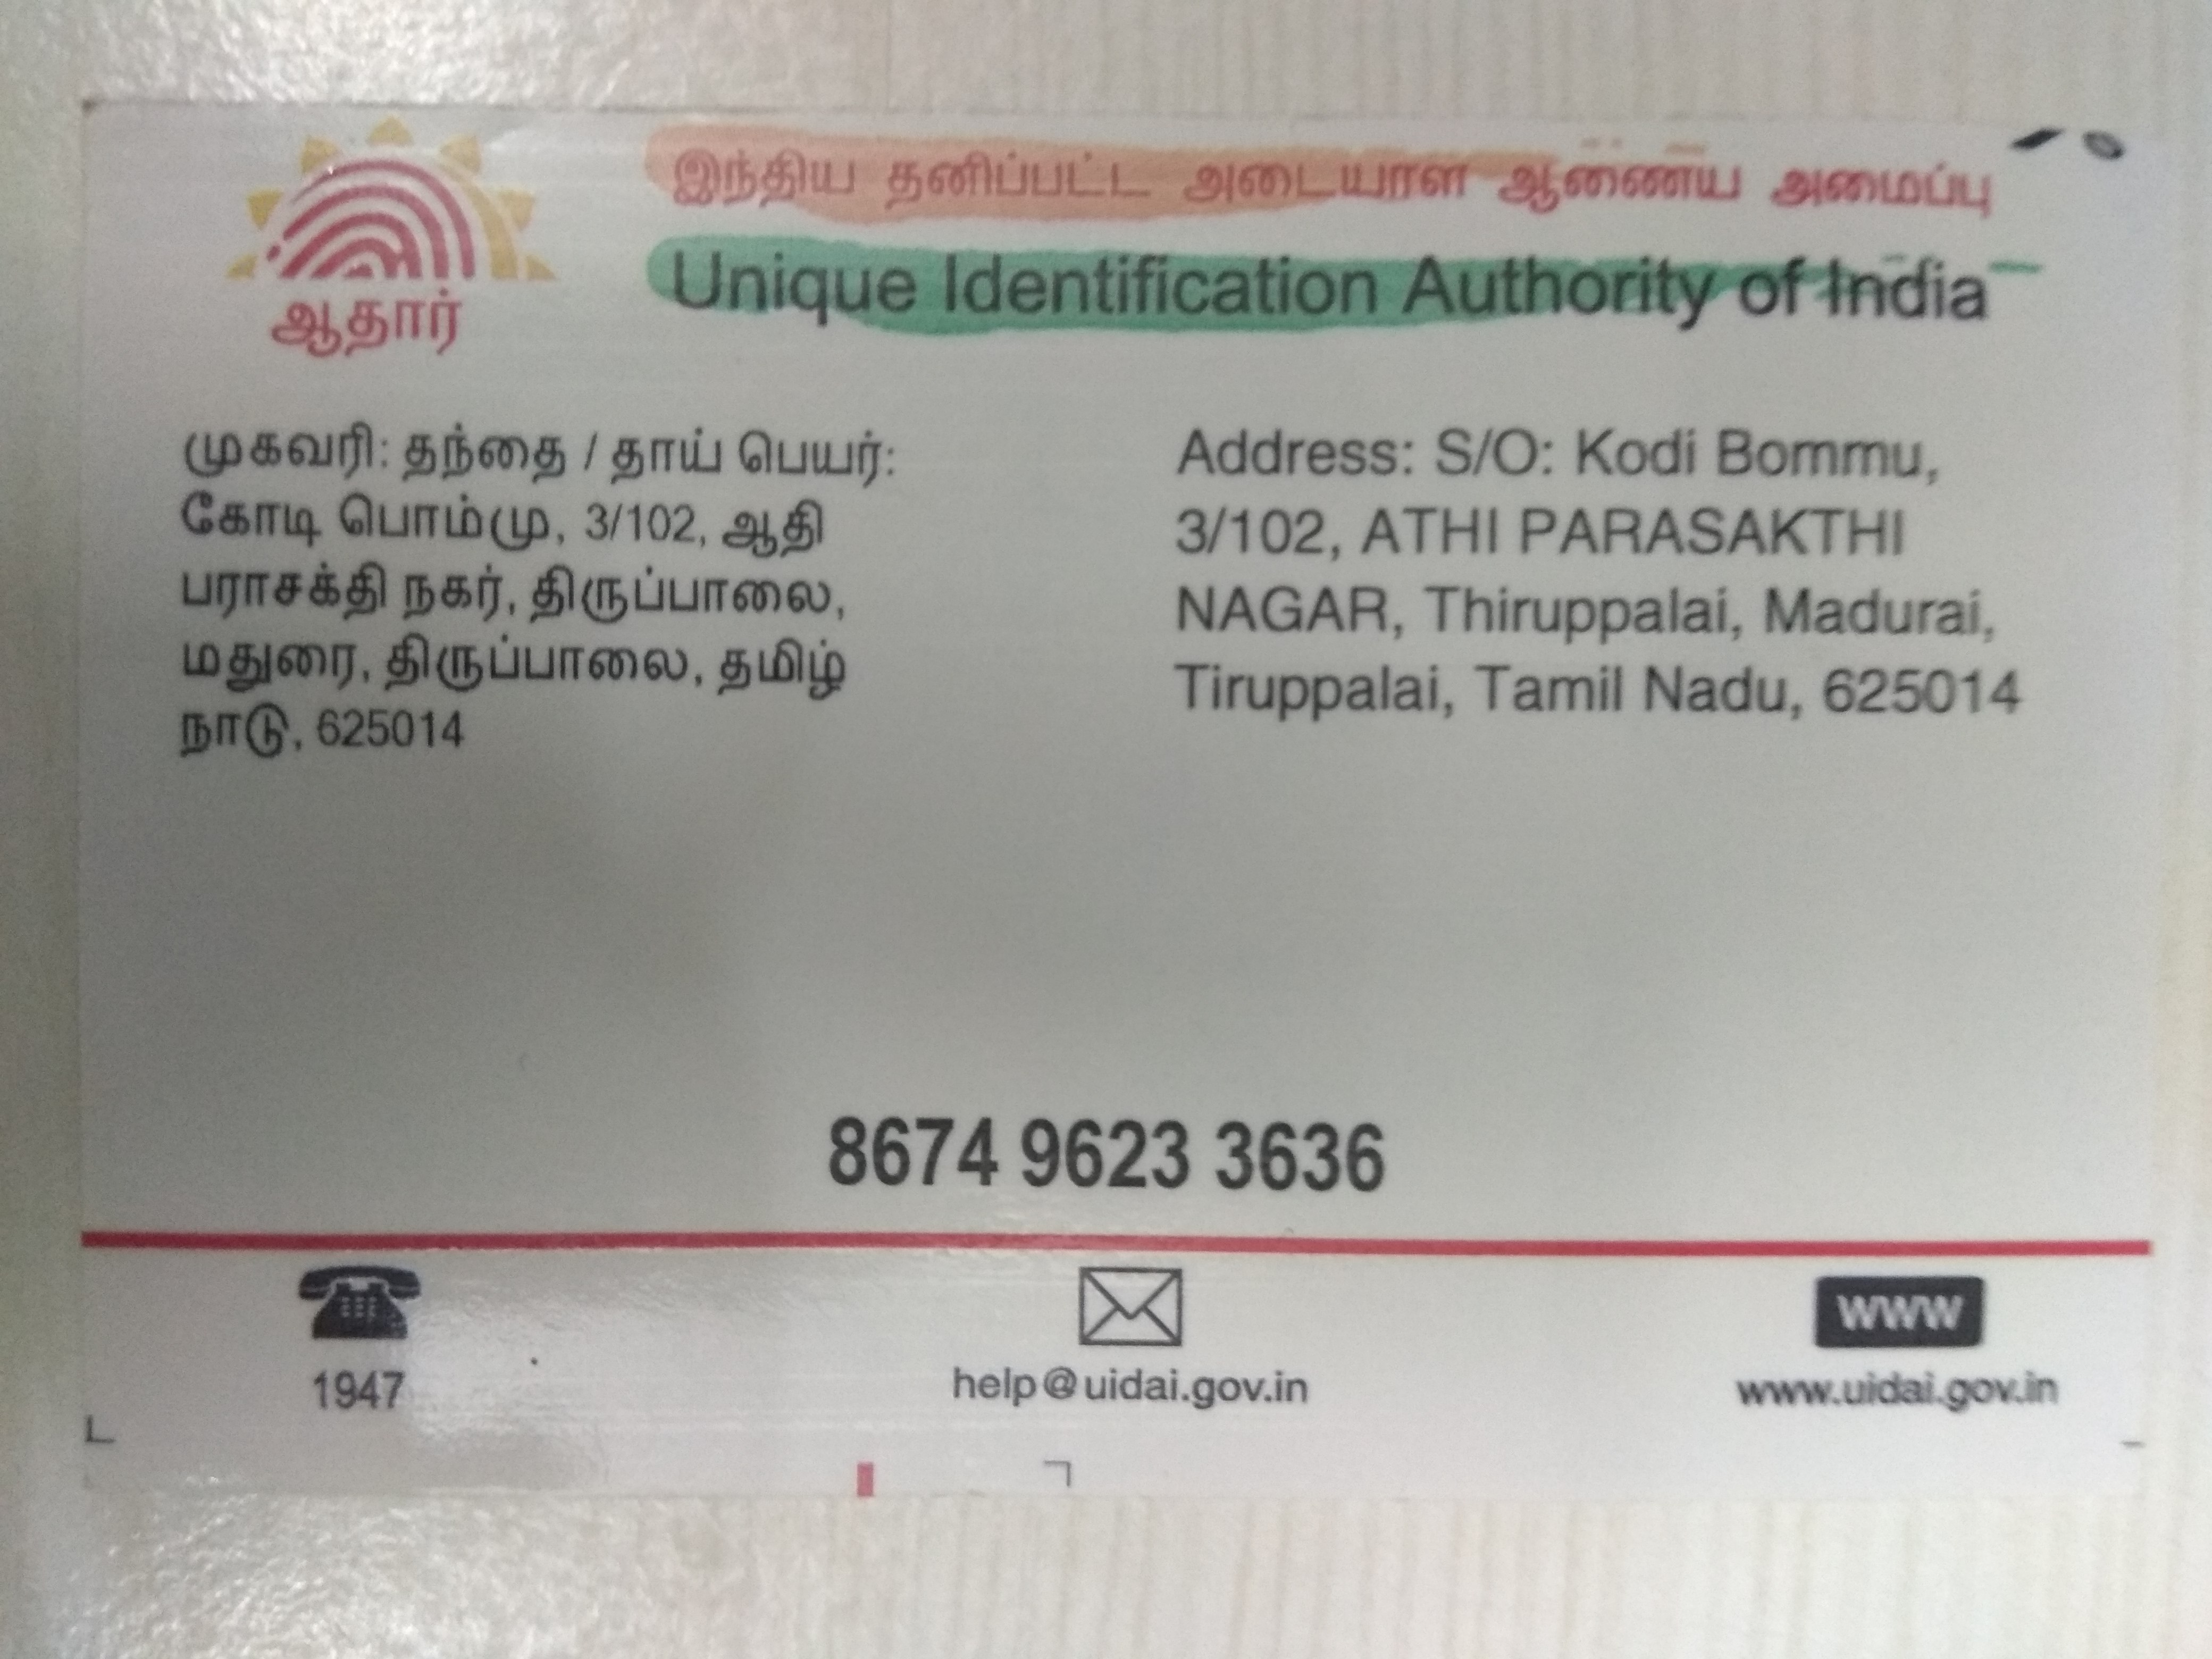 இந்திய தனிப்பட்ட அடையாள ஆணைய அமைப்பு
Unique Identification Authority of India
ஆதார்
முகவரி: தந்தை / தாய் பெயர்:
கோடி பொம்மு, 3/102, ஆதி
பராசக்தி நகர், திருப்பாலை,
மதுரை, திருப்பாலை, தமிழ்
நாடு, 625014
Address: S/O: Kodi Bommu,
3/102, ATHI PARASAKTHI
NAGAR, Thiruppalai, Madurai,
Tiruppalai, Tamil Nadu, 625014
8674 9623 3636
1947
help@uidai.gov.in
www
www.uidai.gov.in